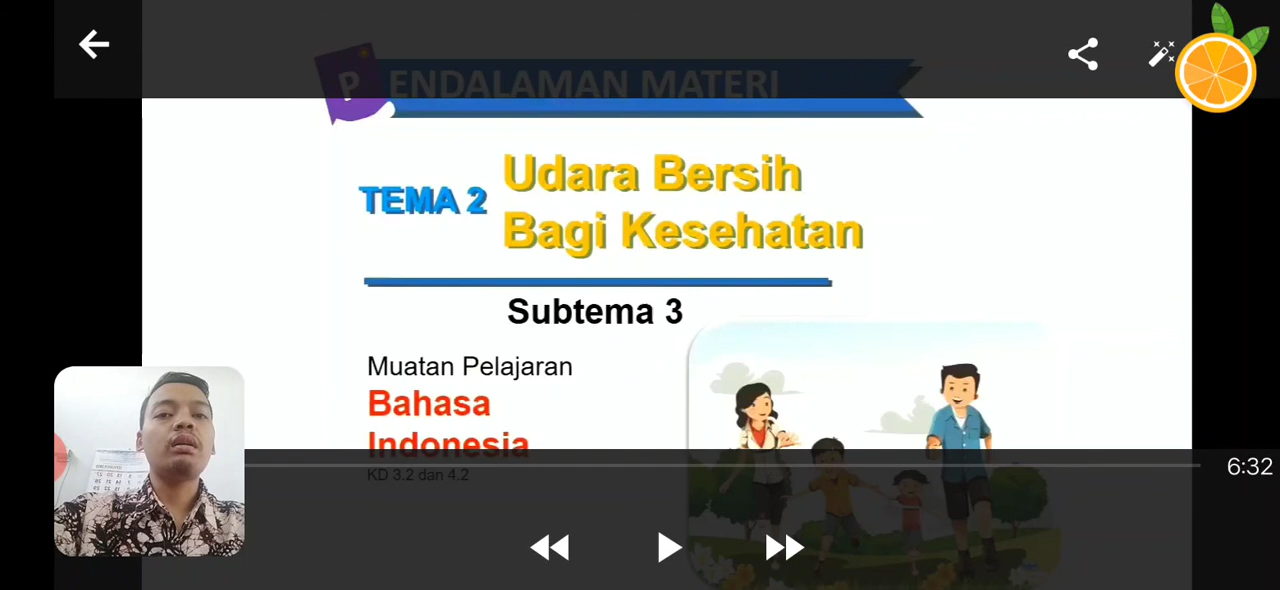 PENDALAMAN MATERI
TEMA 2
Udara Bersih
Bagi Kesehatan
Subtema 3
Muatan Pelajaran
Bahasa
Indonesia
KD 3.2 dan 4.2
6:32